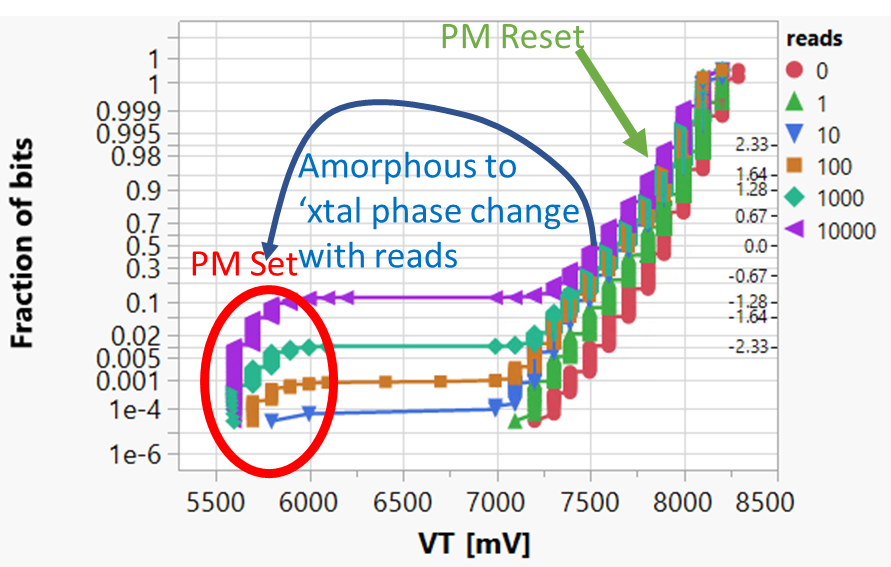 PM Reset
reads
0
1
10
100
1000
10000
1
1
0.999
0.995
0.98
0.9
0.7
0.5
0.3
0.1
0.02
0.005
0.001
1e-4
1e-6
Fraction of bits
2.33
1.64
1.28
0.67
0.0
-0.67
-1.28
-1.64
-2.33
Amorphous to
‘xtal phase change
with reads
PM Set
5500 6000 6500 7000 7500 8000 8500
VT [mV]